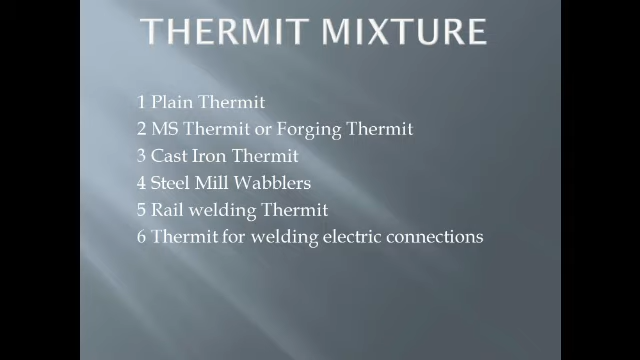 THERMIT MIXTURE
1 Plain Thermit
2 MS Thermit or Forging Thermit
3 Cast Iron Thermit
4 Steel Mill Wabblers
5 Rail welding Thermit
6 Thermit for welding electric connections